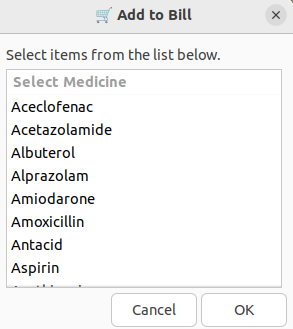 🛒 Add to Bill
Select items from the list below.
Select Medicine
Aceclofenac
Acetazolamide
Albuterol
Alprazolam
Amiodarone
Amoxicillin
Antacid
Aspirin
Cancel OK